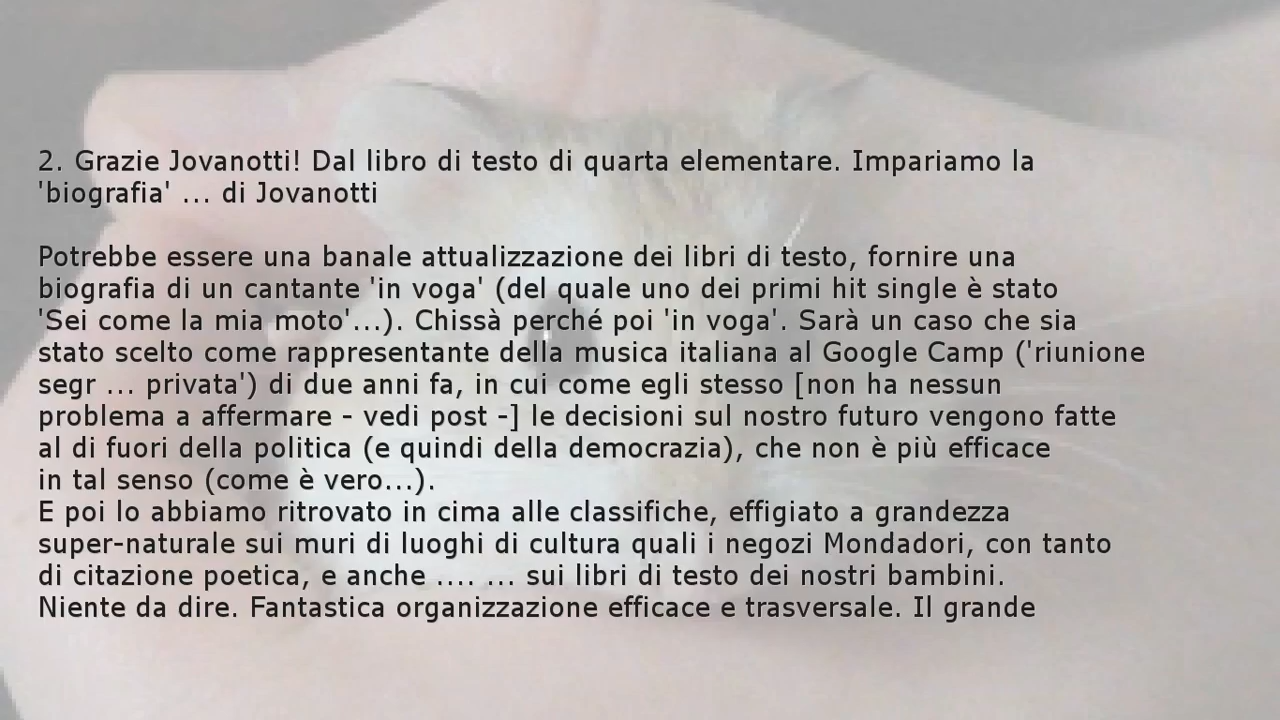 2. Grazie Jovanotti! Dal libro di testo di quarta elementare. Impariamo la
'biografia' ... di Jovanotti
Potrebbe essere una banale attualizzazione dei libri di testo, fornire una
biografia di un cantante 'in voga' (del quale uno dei primi hit single è stato
'Sei come la mia moto'...). Chissà perché poi 'in voga'. Sarà un caso che sia
stato scelto come rappresentante della musica italiana al Google Camp ('riunione
segr ... privata') di due anni fa, in cui come egli stesso [non ha nessun
problema a affermare - vedi post -] le decisioni sul nostro futuro vengono fatte
al di fuori della politica (e quindi della democrazia), che non è più efficace
in tal senso (come è vero...).
E poi lo abbiamo ritrovato in cima alle classifiche, effigiato a grandezza
super-naturale sui muri di luoghi di cultura quali i negozi Mondadori, con tanto
di citazione poetica, e anche .... ... sui libri di testo dei nostri bambini.
Niente da dire. Fantastica organizzazione efficace e trasversale. Il grande